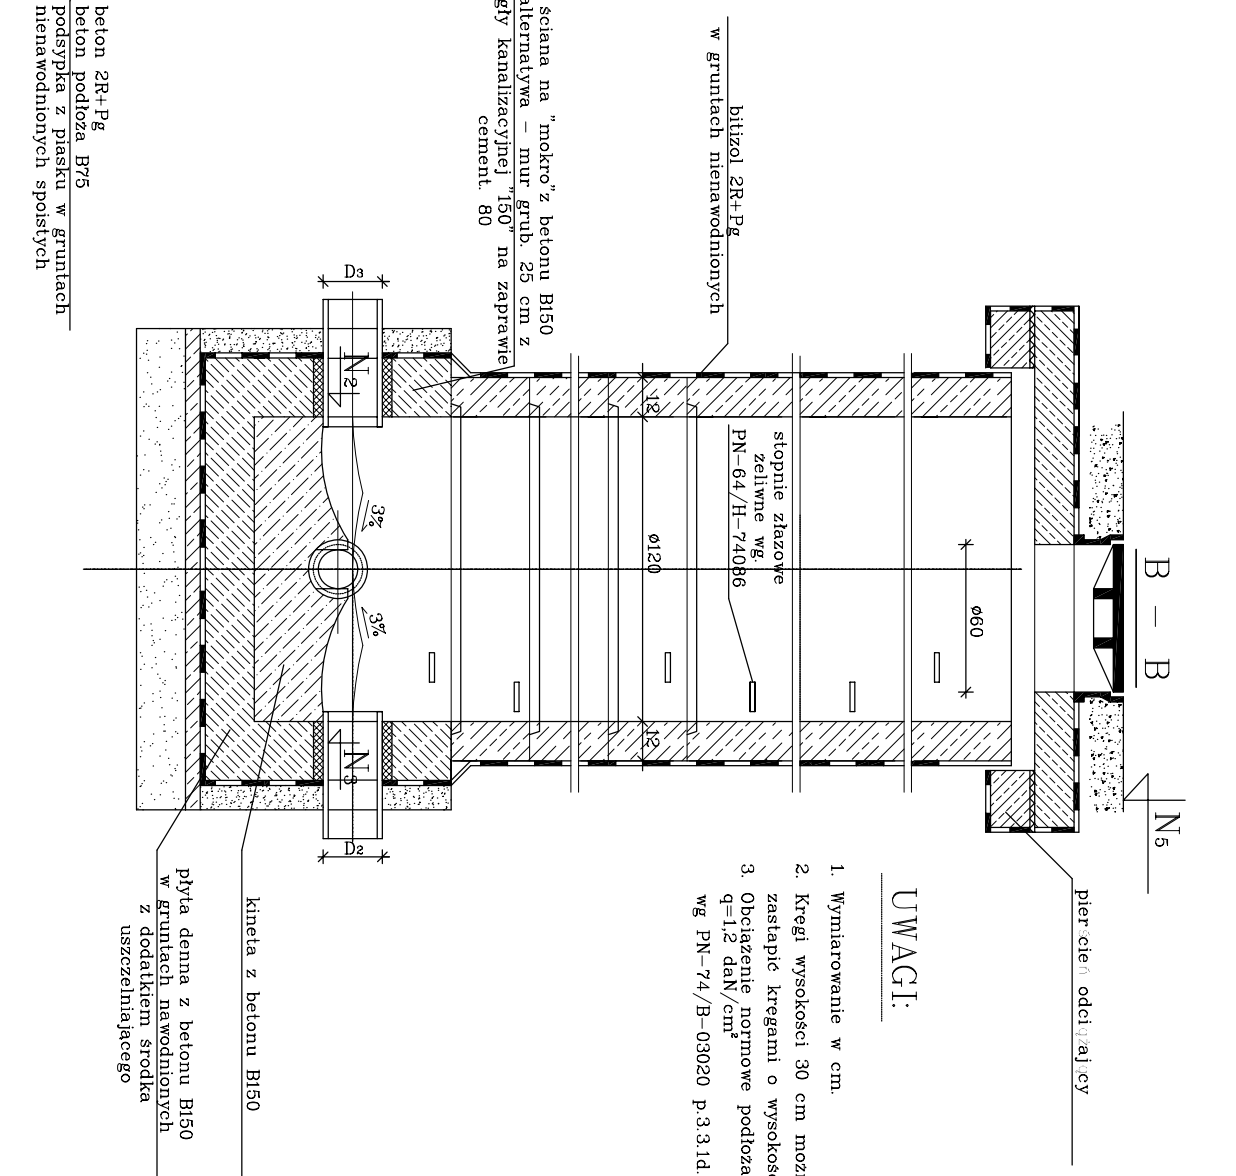 B – B
N5
pierścień odciążający
ø60
UWAGI:
1. Wymiarowanie w cm.
2. Kręgi wysokości 30 cm
zastapić kręgami o
3. Obciążenie normowe podłoża
q=1,2 daN/cm²
wg PN-74/B-03020 p.3.3.1d.
bitizol 2R+Pg
w gruntach nienawodnionych
stopnie złazowe
żeliwne wg.
PN-64/H-74086
12
ø120
12
ściana na "mokro"z betonu B150
alternatywa – mur grub. 25 cm z
kanalizacyjnej "150" na zaprawie
cement. 80
D3
N2
3%
3%
N3
D2
kineta z betonu B150
płyta denna z betonu B150
w gruntach nawodnionych
z dodatkiem środka
uszczelniającego
beton 2R+Pg
beton podłoża B75
podsypka z piasku w gruntach
nienawodnionych spoistych